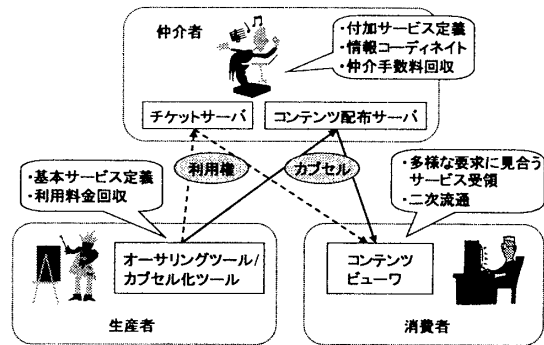 仲介者
・付加サービス定義
・情報コーディネイト
・仲介手数料回収
チケットサーバ
コンテンツ配布サーバ
利用権
カプセル
・基本サービス定義
・利用料金回収
・多様な要求に見合う
サービス受領
・二次流通
オーサリングツール/
カプセル化ツール
生産者
コンテンツ
ビューワ
消費者